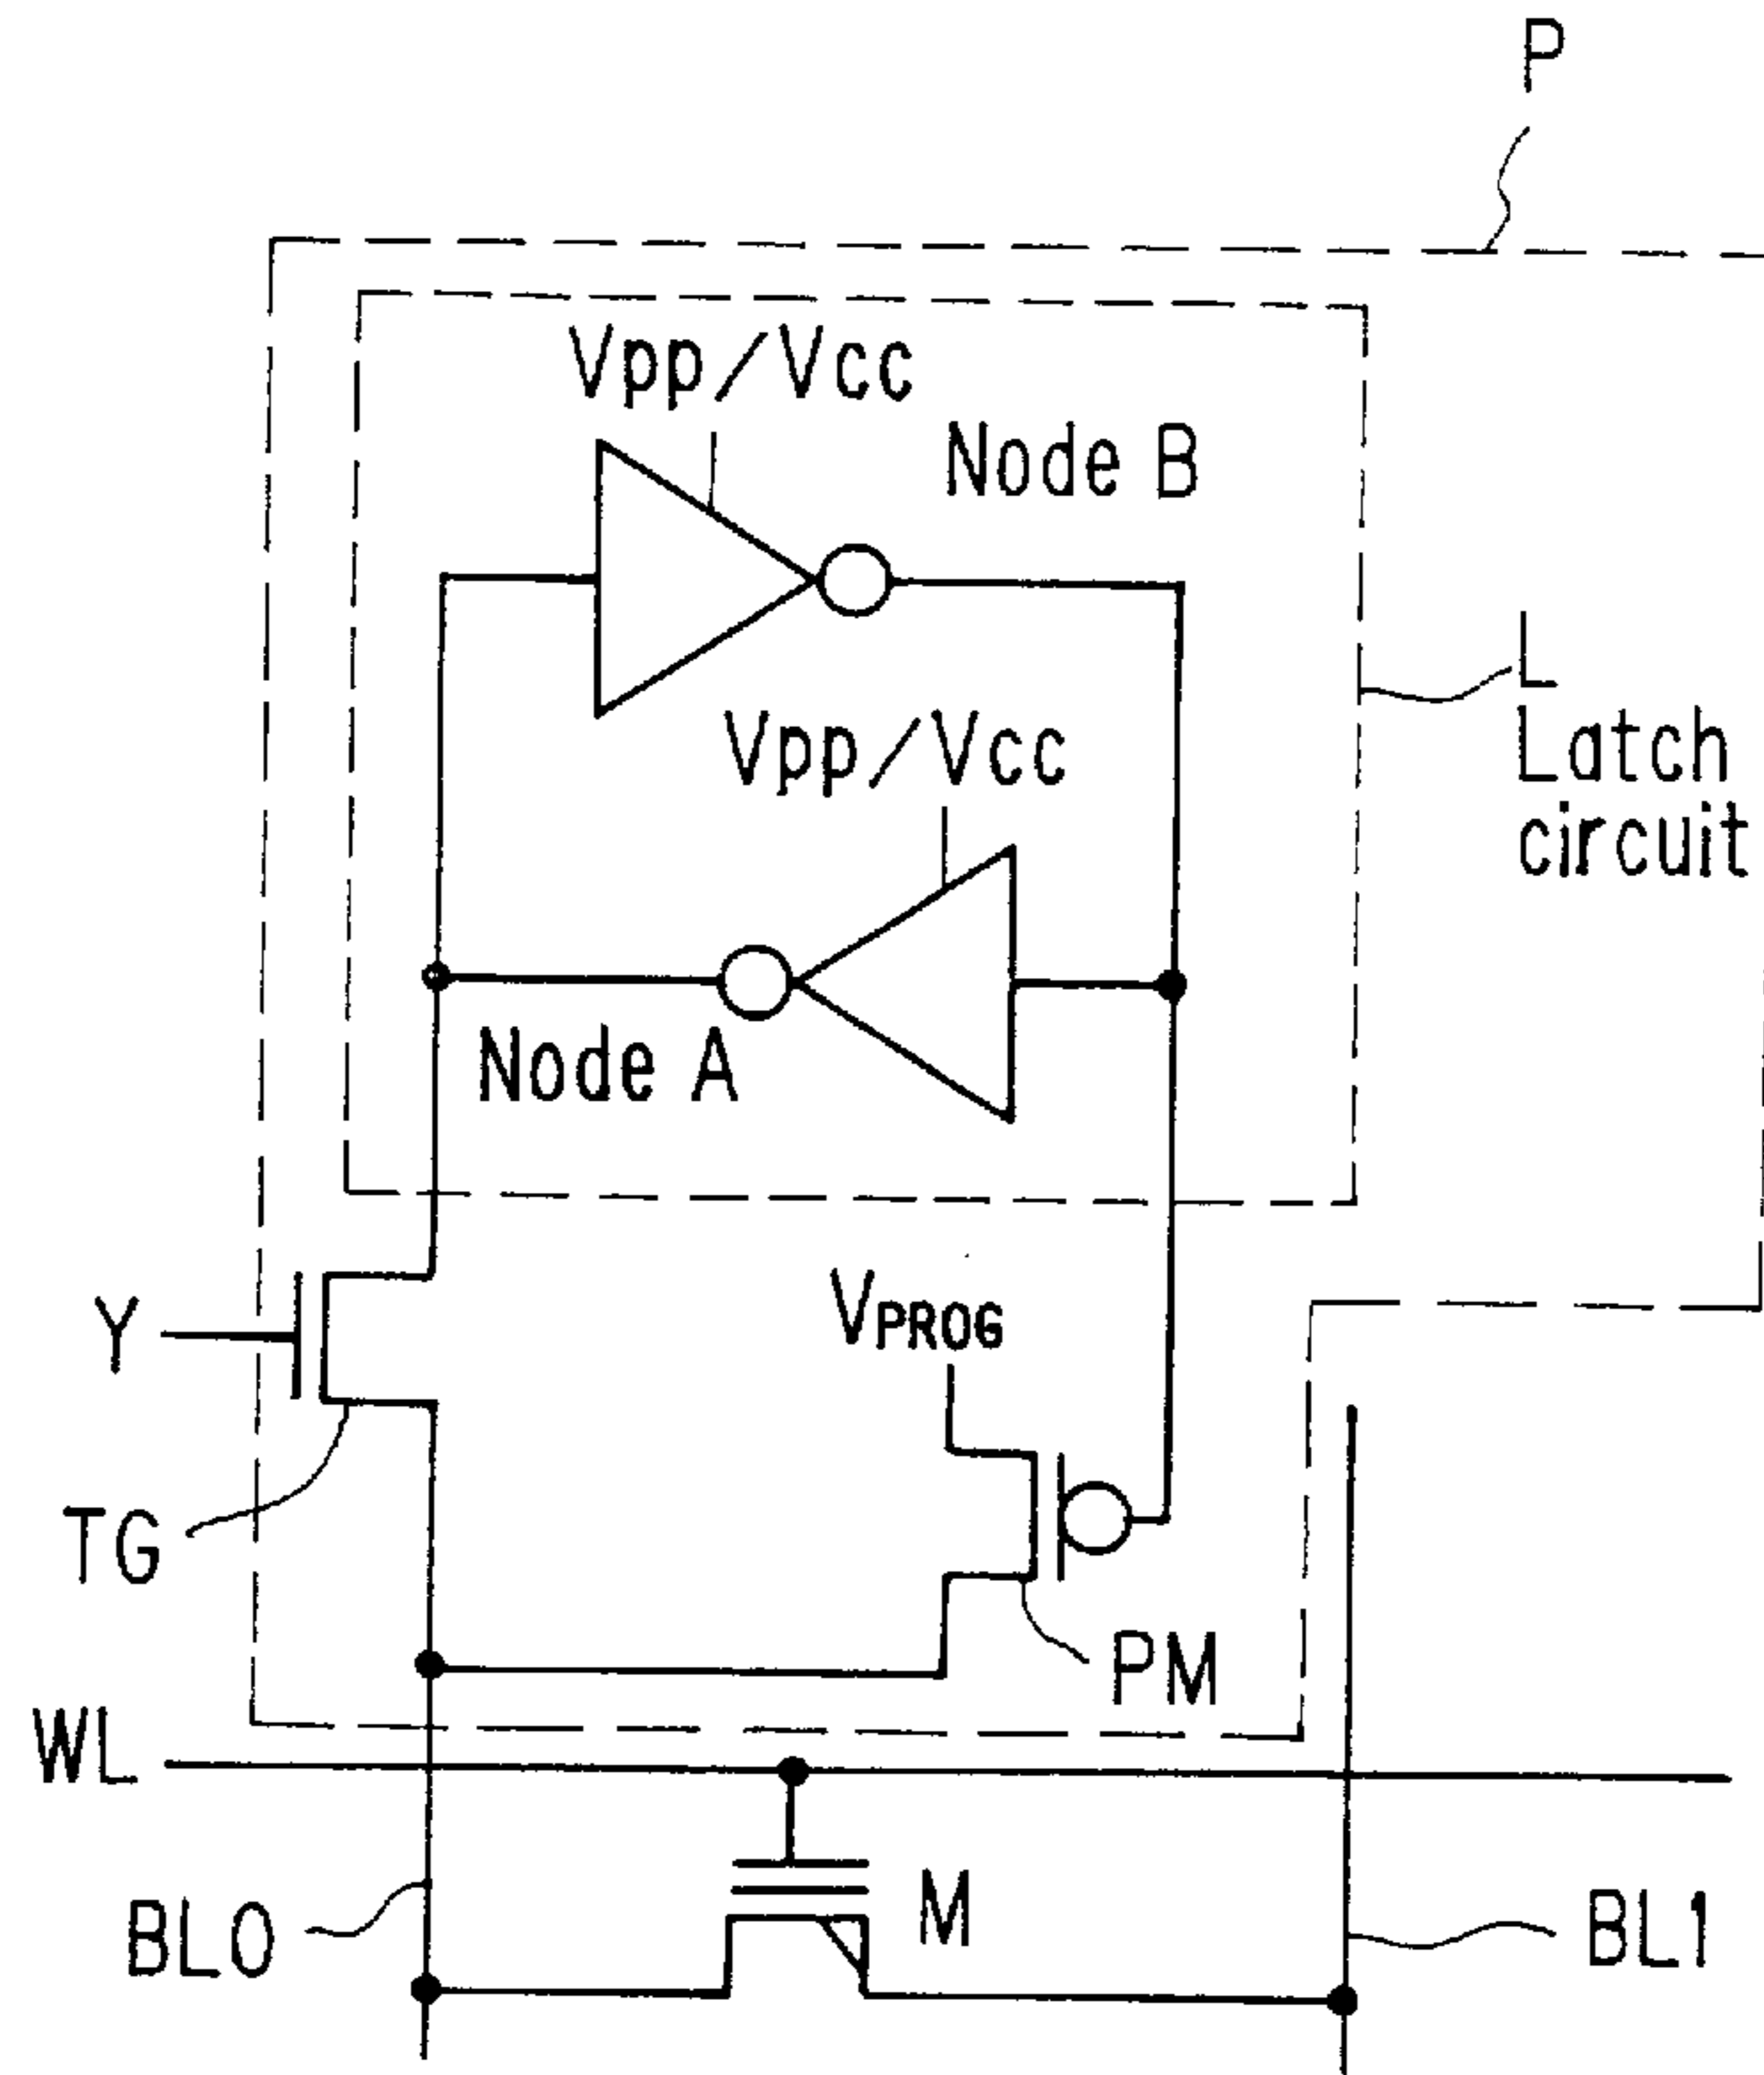 P
Vpp/Vcc
Node B
L
Latch
circuit
Vpp/Vcc
Node A
Y
VPROG
TG
PM
WL
M
BL0
BL1